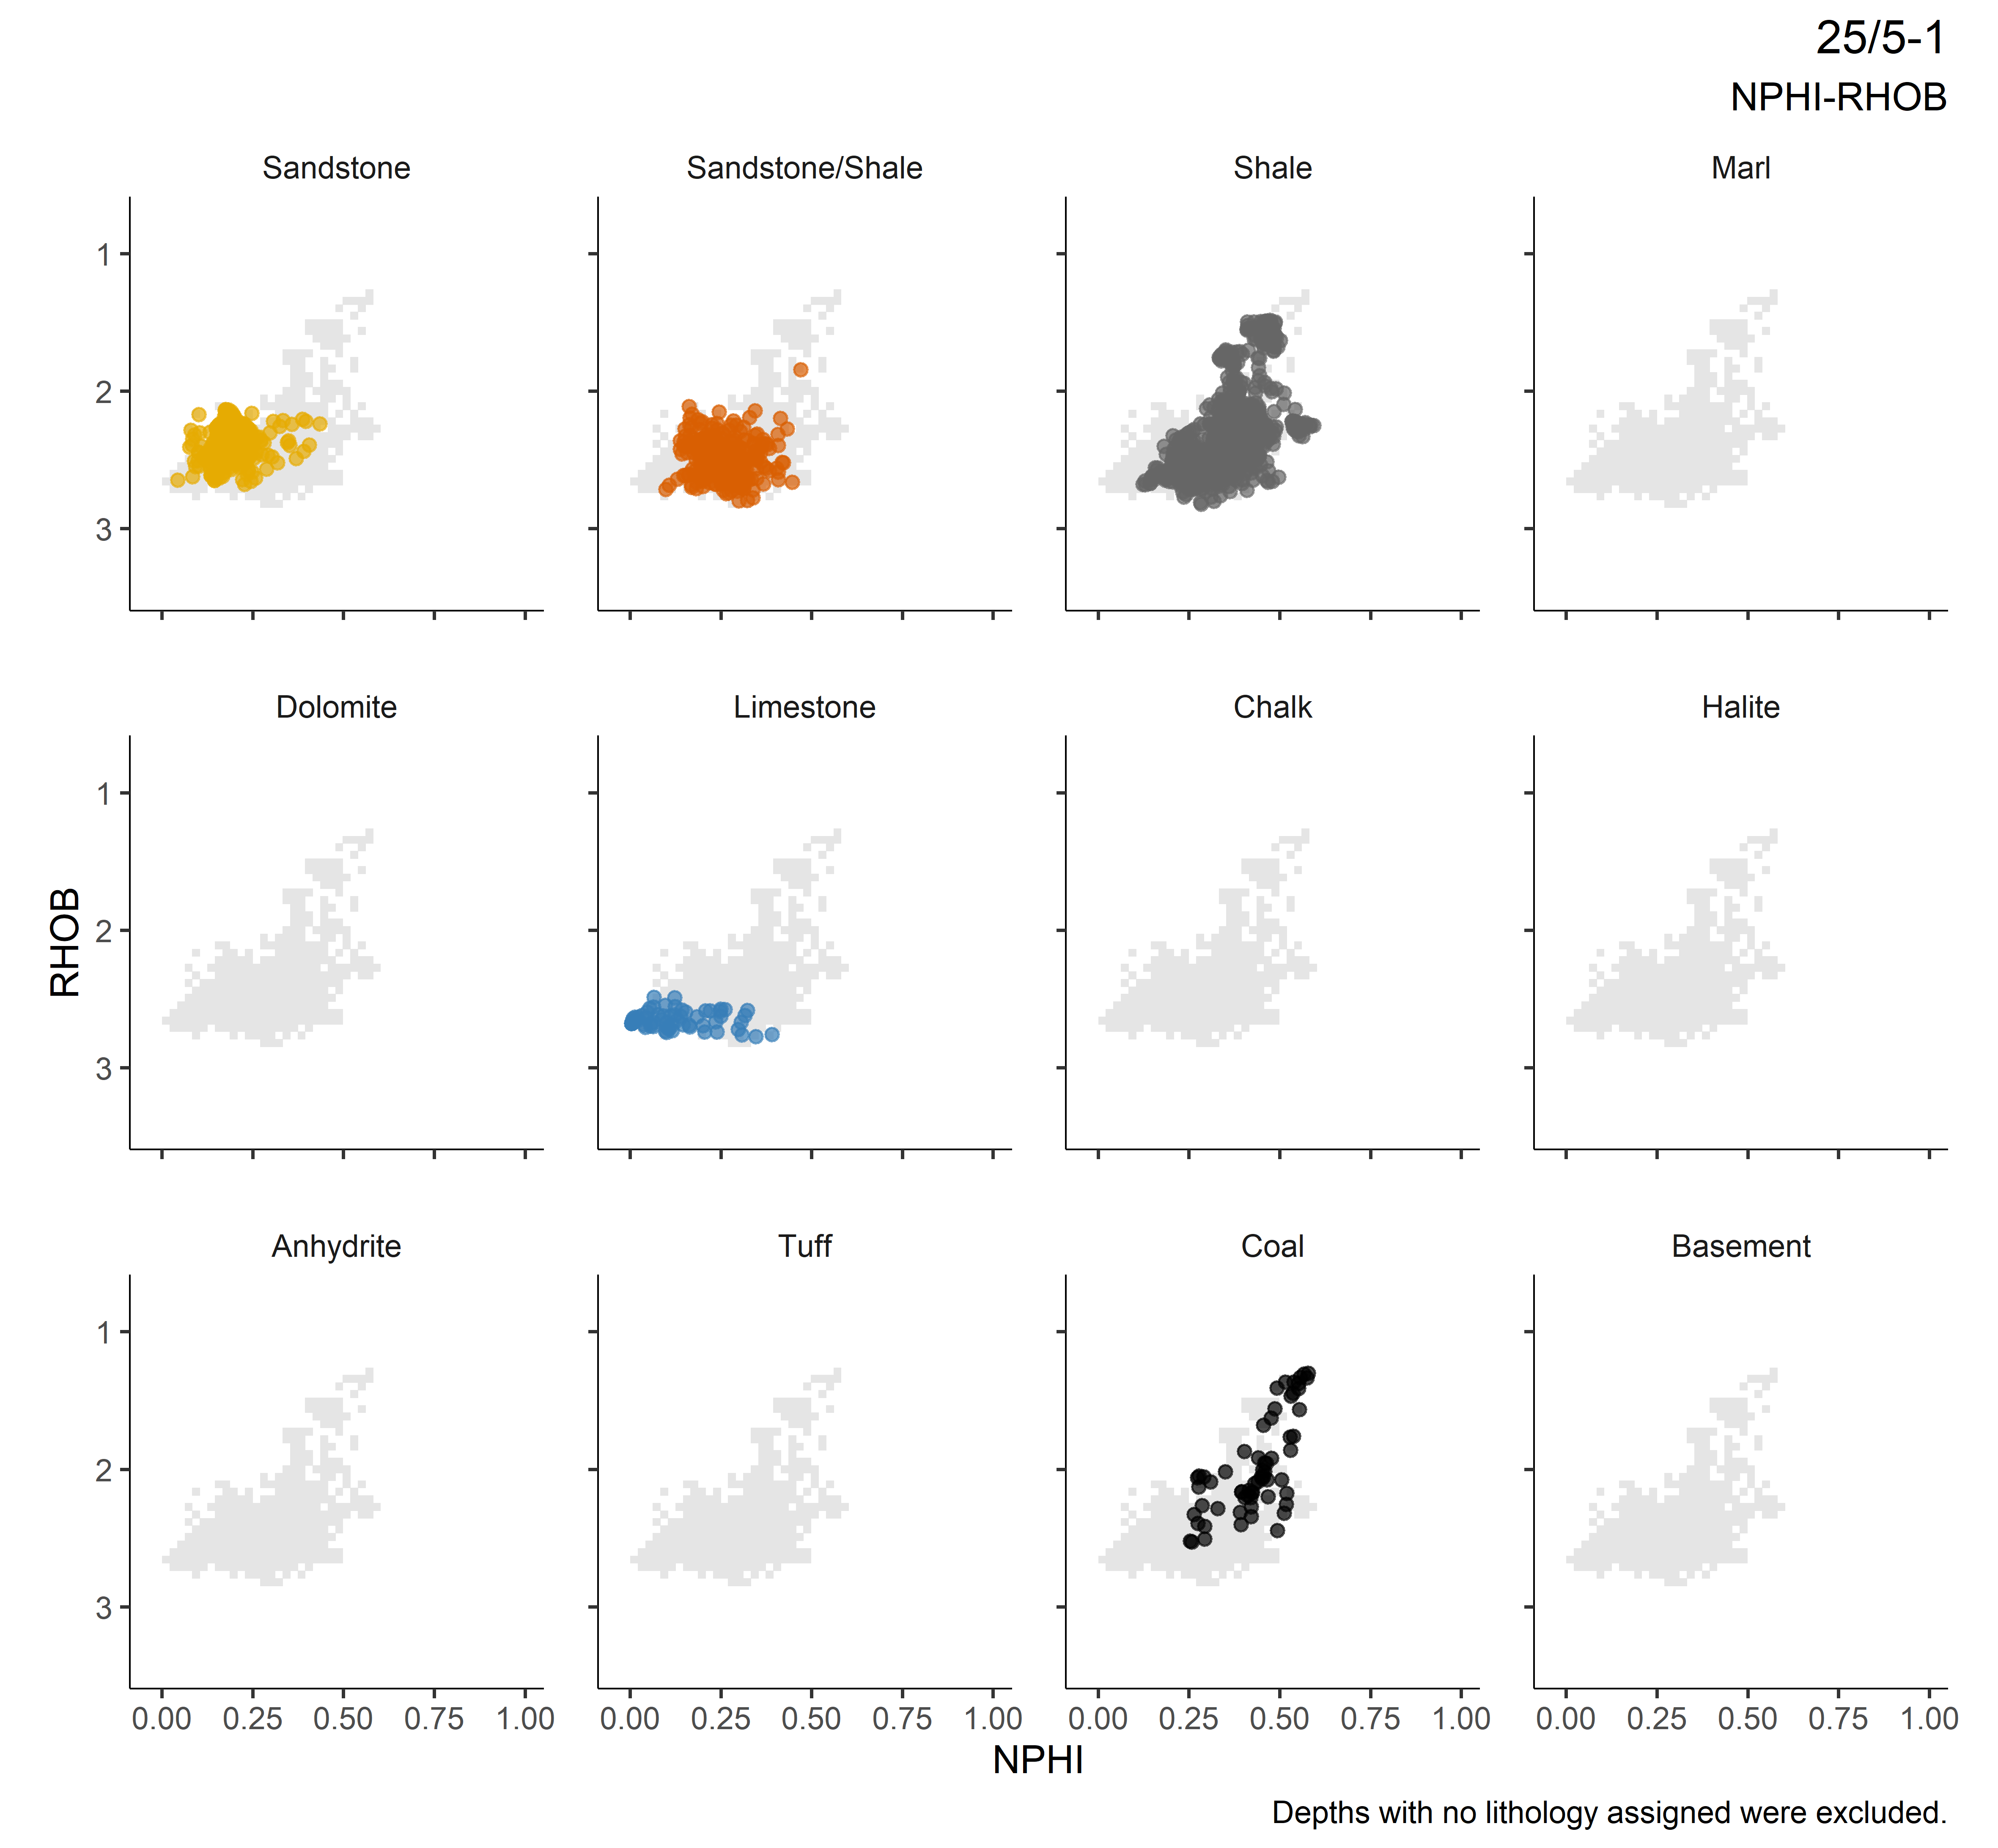 25/5-1
NPHI-RHOB
Sandstone Sandstone/Shale Shale Marl
1
2
3
Dolomite Limestone Chalk Halite
1
2
3
RHOB
Anhydrite Tuff Coal Basement
1
2
3
0.00 0.25 0.50 0.75 1.00 0.00 0.25 0.50 0.75 1.00 0.00 0.25 0.50 0.75 1.00 0.00 0.25 0.50 0.75 1.00
NPHI
Depths with no lithology assigned were excluded.